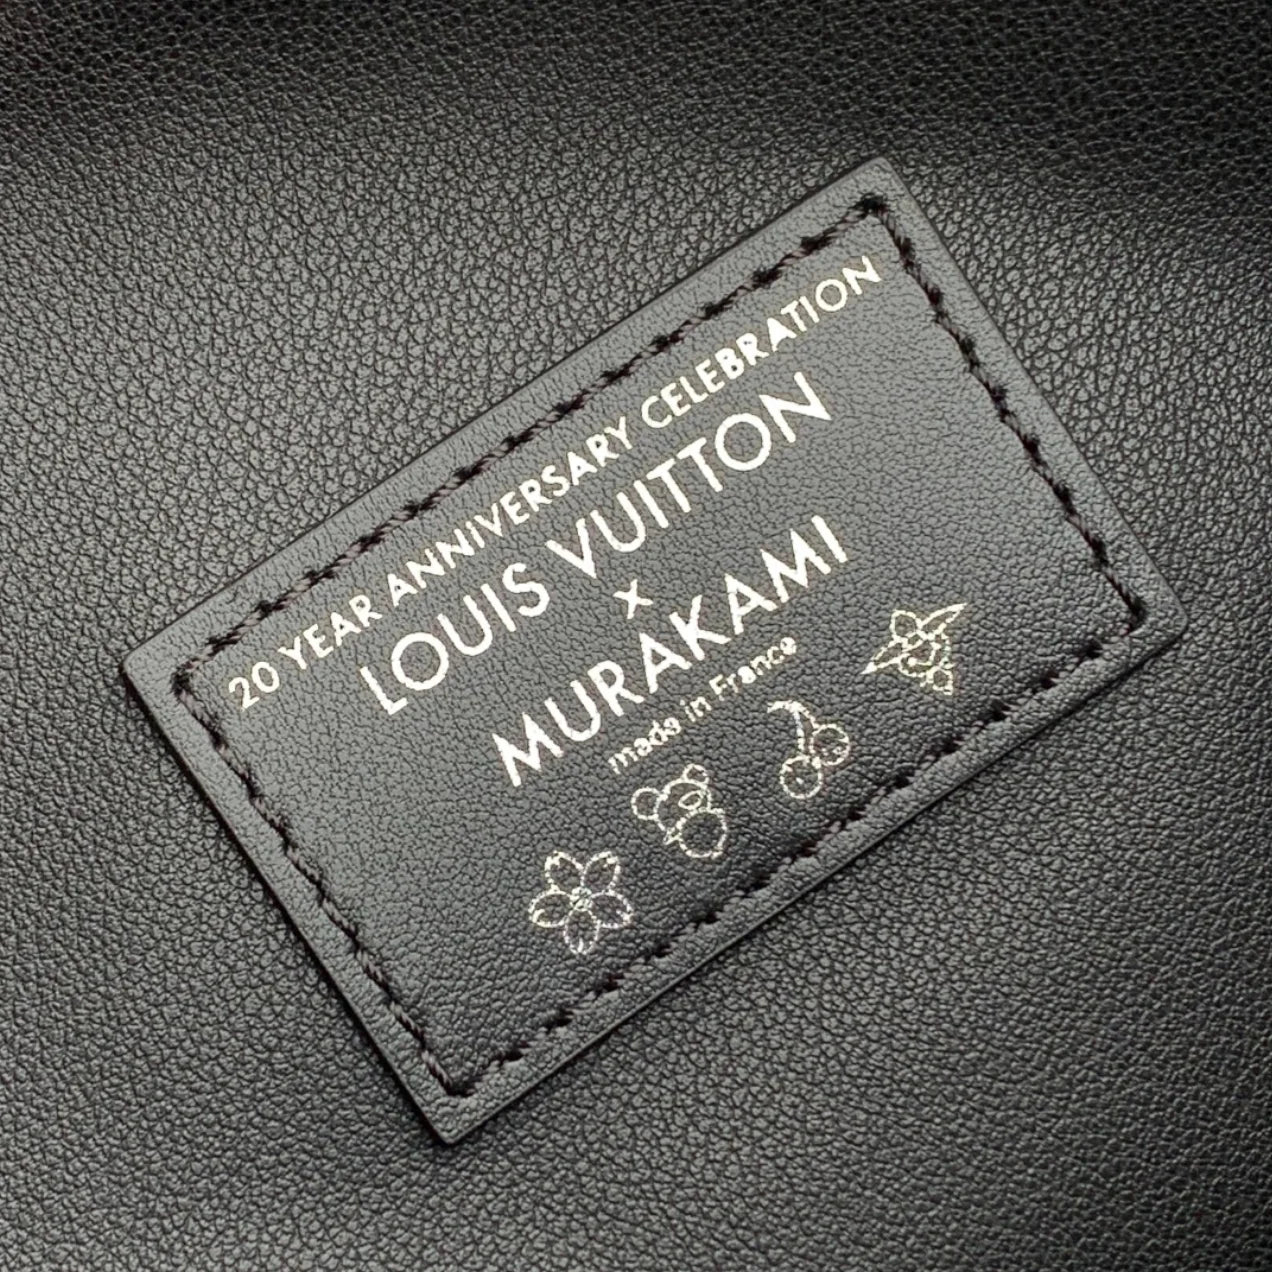 20 YEAR ANNIVERSARY CELEBRATION
LOUIS VUITTON
x
MURAKAMI
made in France